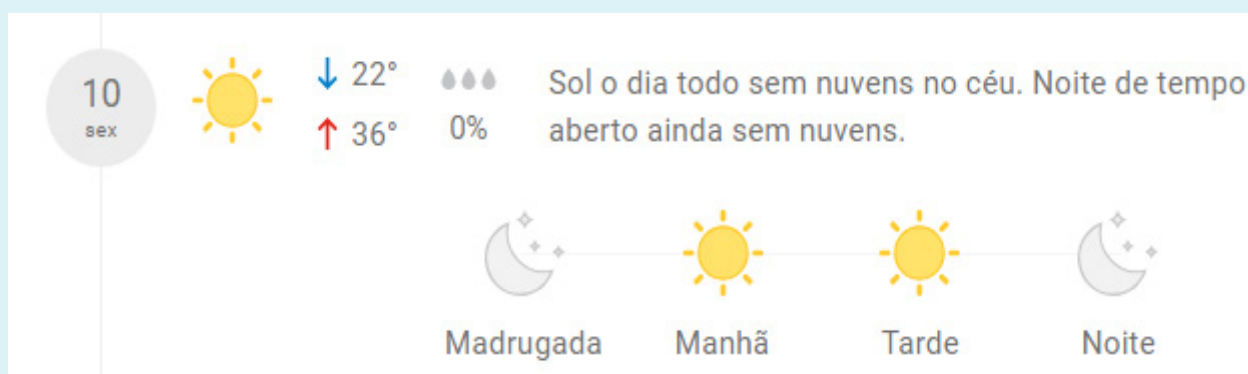 10
sex
↓ 22°
↑ 36°
0%
Sol o dia todo sem nuvens no céu. Noite de tempo
aberto ainda sem nuvens.
Madrugada Manhã Tarde Noite